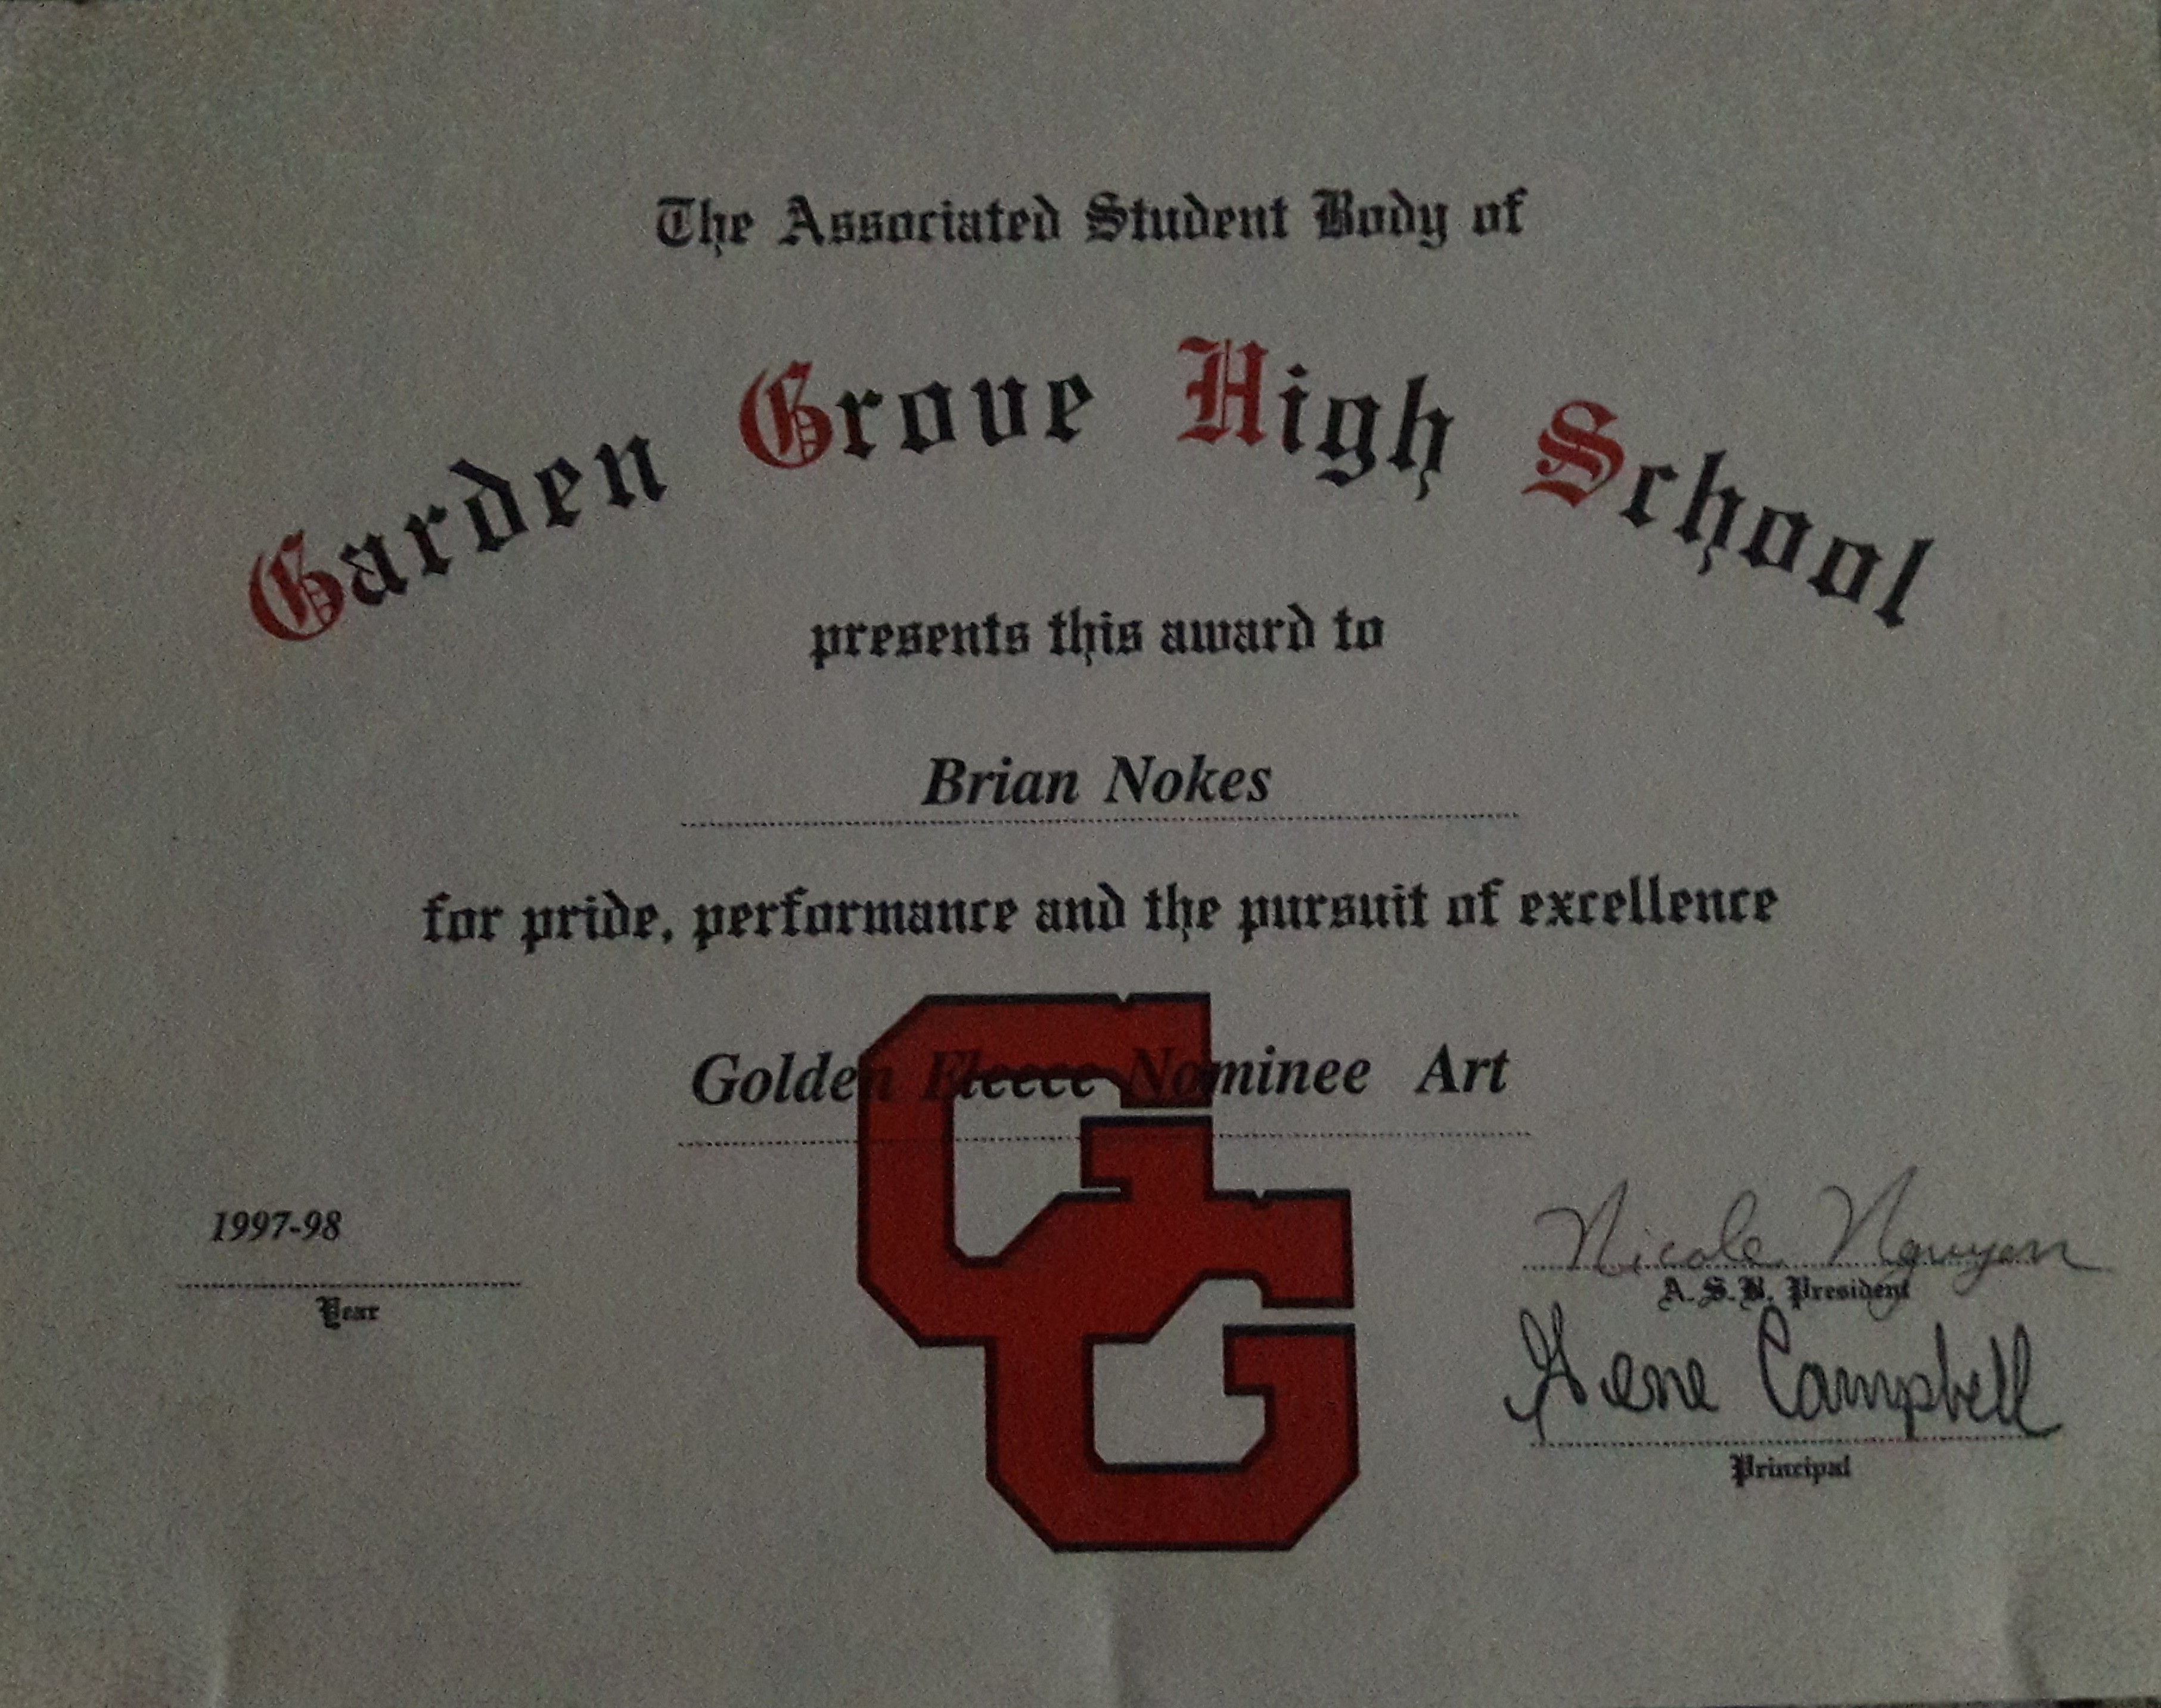 The Associated Student Body of
Garden Grove High School
presents this award to
Brian Nokes
for pride, performance and the pursuit of excellence
Golden Fleece Nominee Art
GG
1997-98
Year
Nicole Nguyen
A.S.B. President
Gene Campbell
Principal